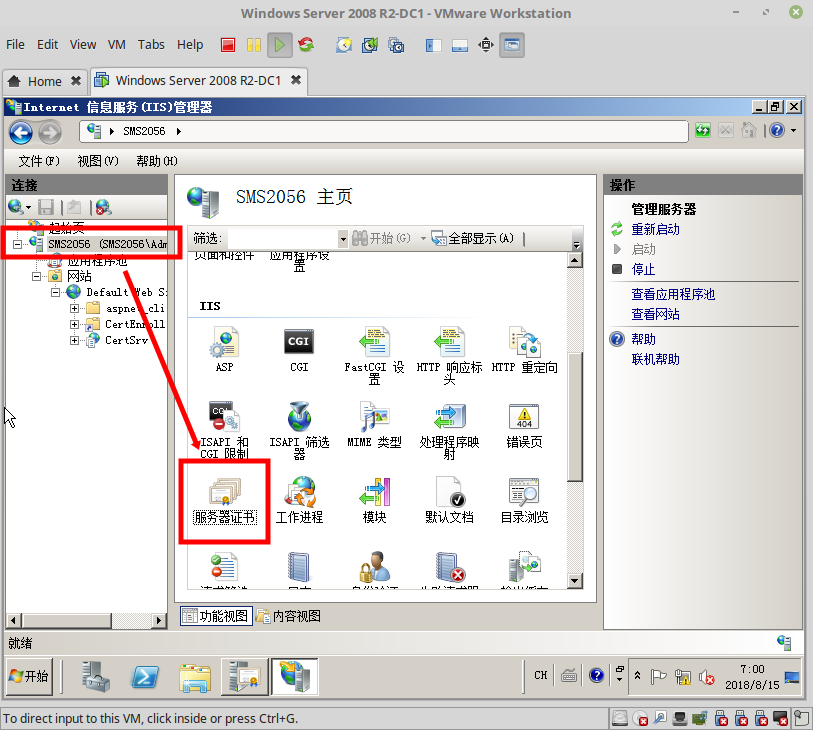 Windows Server 2008 R2-DC1 - VMware Workstation
File Edit View VM Tabs Help
Home
Windows Server 2008 R2-DC1
Internet 信息服务(IIS)管理器
SMS2056
文件(F) 视图(V) 帮助(H)
连接
起始页
SMS2056 (SMS2056\Adm
应用程序池
网站
Default Web Si
aspnet_cli
CertEnroll
CertSrv
SMS2056 主页
筛选: 开始(G) 全部显示(A)
页面和控件 应用程序设置
IIS
ASP
CGI
CGI
FastCGI 设置
HTTP 响应标头
HTTP 重定向
ISAPI 和 CGI 限制
ISAPI 筛选器
MIME 类型
处理程序映射
404
错误页
服务器证书
工作进程
模块
默认文档
目录浏览
功能视图 内容视图
操作
管理服务器
重新启动
启动
停止
查看应用程序池
查看网站
帮助
联机帮助
就绪
开始
CH
7:00
2018/8/15
To direct input to this VM, click inside or press Ctrl+G.